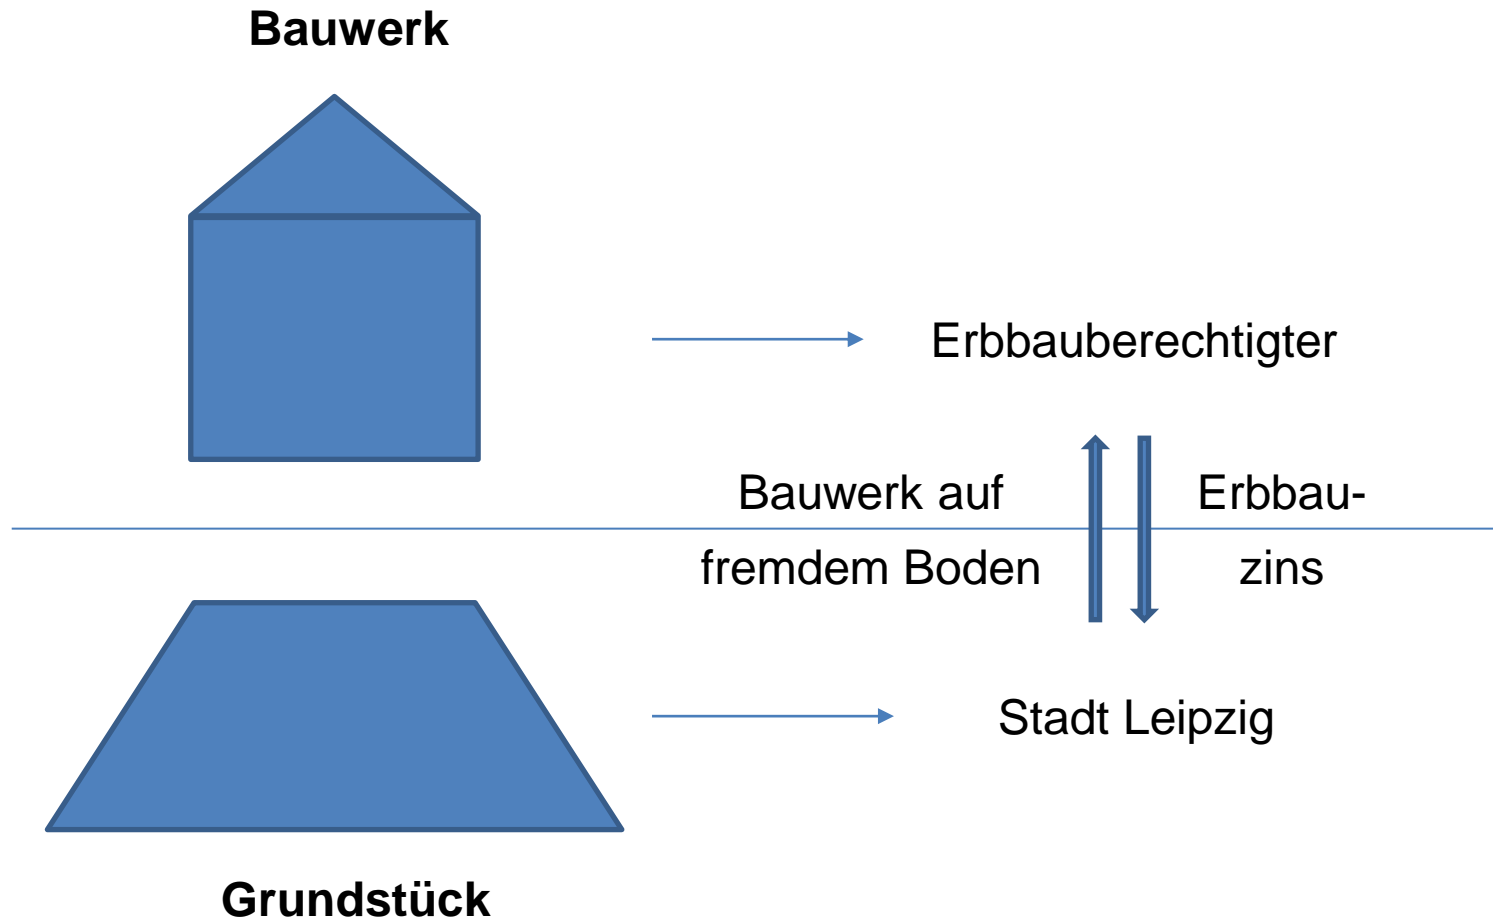 Bauwerk
Erbbauberechtigter
Bauwerk auf
fremdem Boden
Erbbau-
zins
Stadt Leipzig
Grundstück